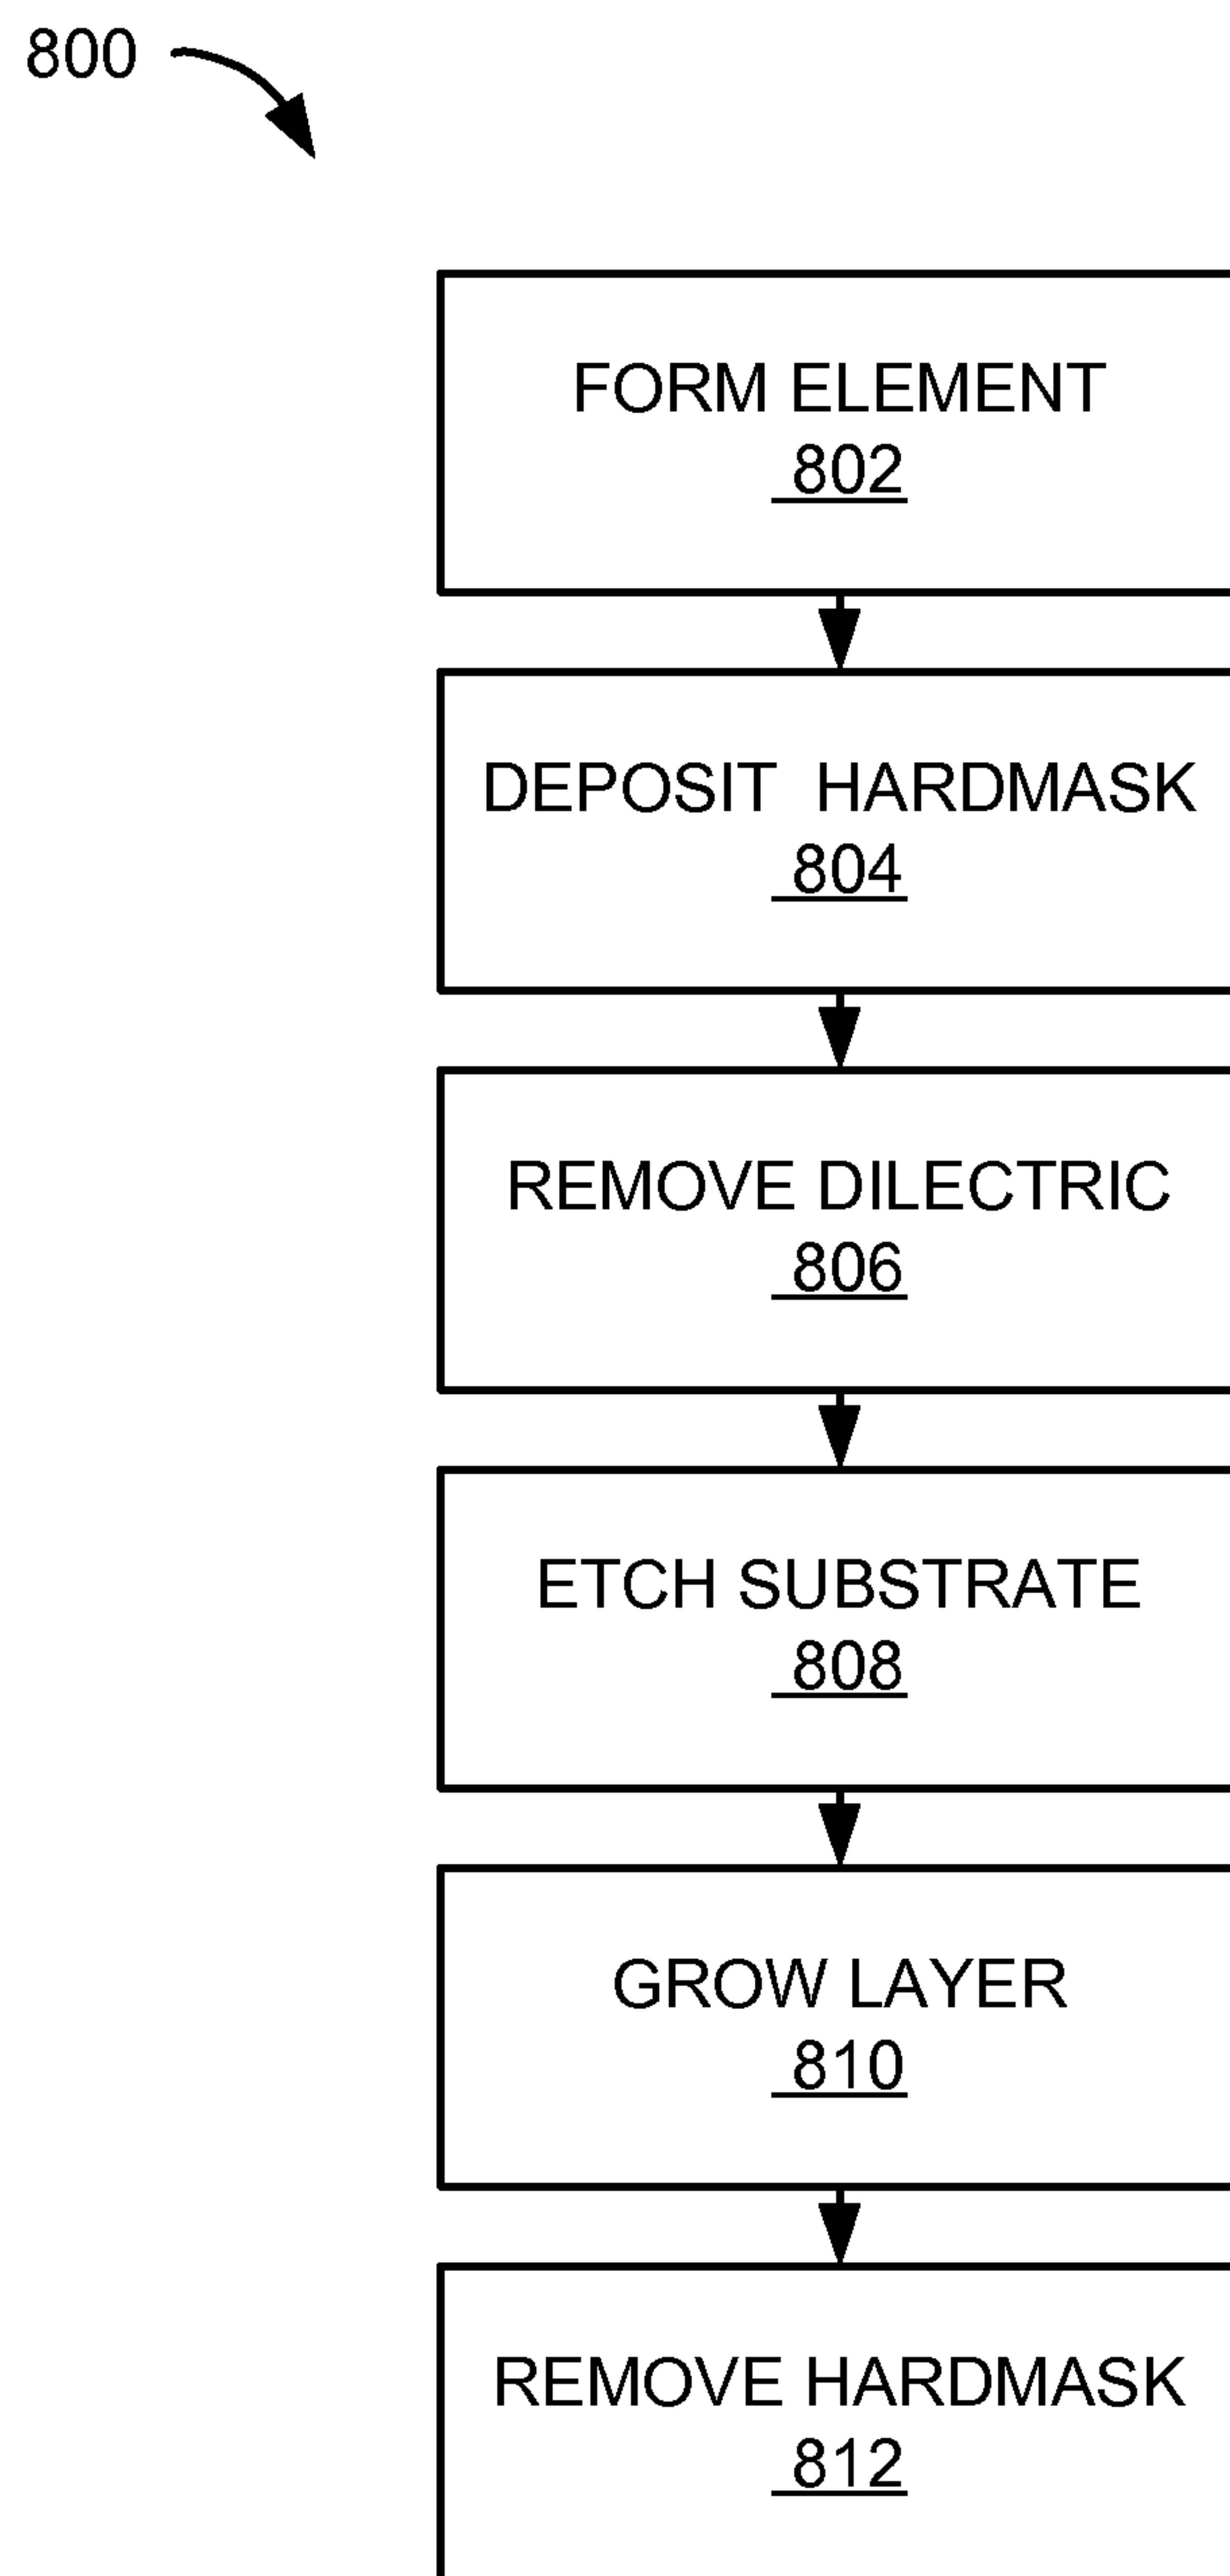 800
FORM ELEMENT
802
DEPOSIT HARDMASK
804
REMOVE DILECTRIC
806
ETCH SUBSTRATE
808
GROW LAYER
810
REMOVE HARDMASK
812